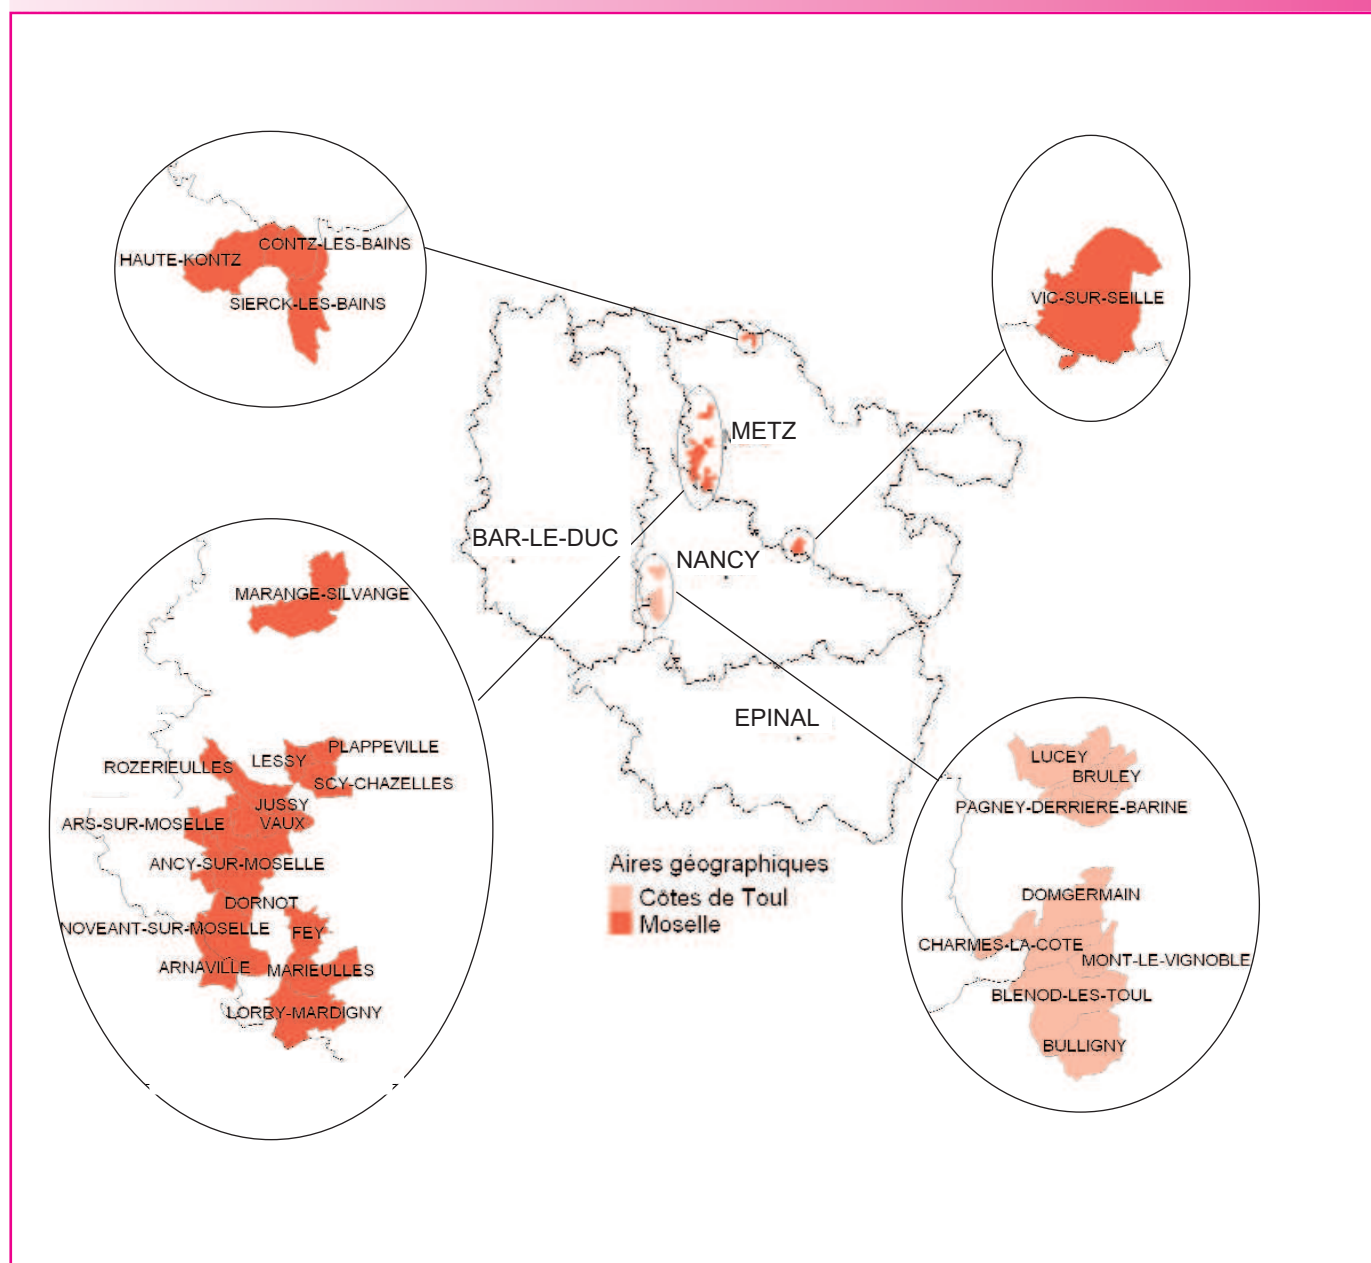 CONTZ-LES-BAINS
HAUTE-KONTZ
SIERCK-LES-BAINS
VIC-SUR-SEILLE
METZ
BAR-LE-DUC
NANCY
EPINAL
MARANGE-SILVANGE
PLAPPEVILLE
LESSY
ROZERIEULLES
SCY-CHAZELLES
JUSSY
VAUX
ARS-SUR-MOSELLE
ANCY-SUR-MOSELLE
DORNOT
NOVEANT-SUR-MOSELLE
FEY
ARNAVILLE
MARIEULLES
LORRY-MARDIGNY
Aires géographiques
Côtes de Toul
Moselle
LUCEY
BRULEY
PAGNEY-DERRIERE-BARINE
DOMGERMAIN
CHARMES-LA-COTE
MONT-LE-VIGNOBLE
BLENOD-LES-TOUL
BULLIGNY